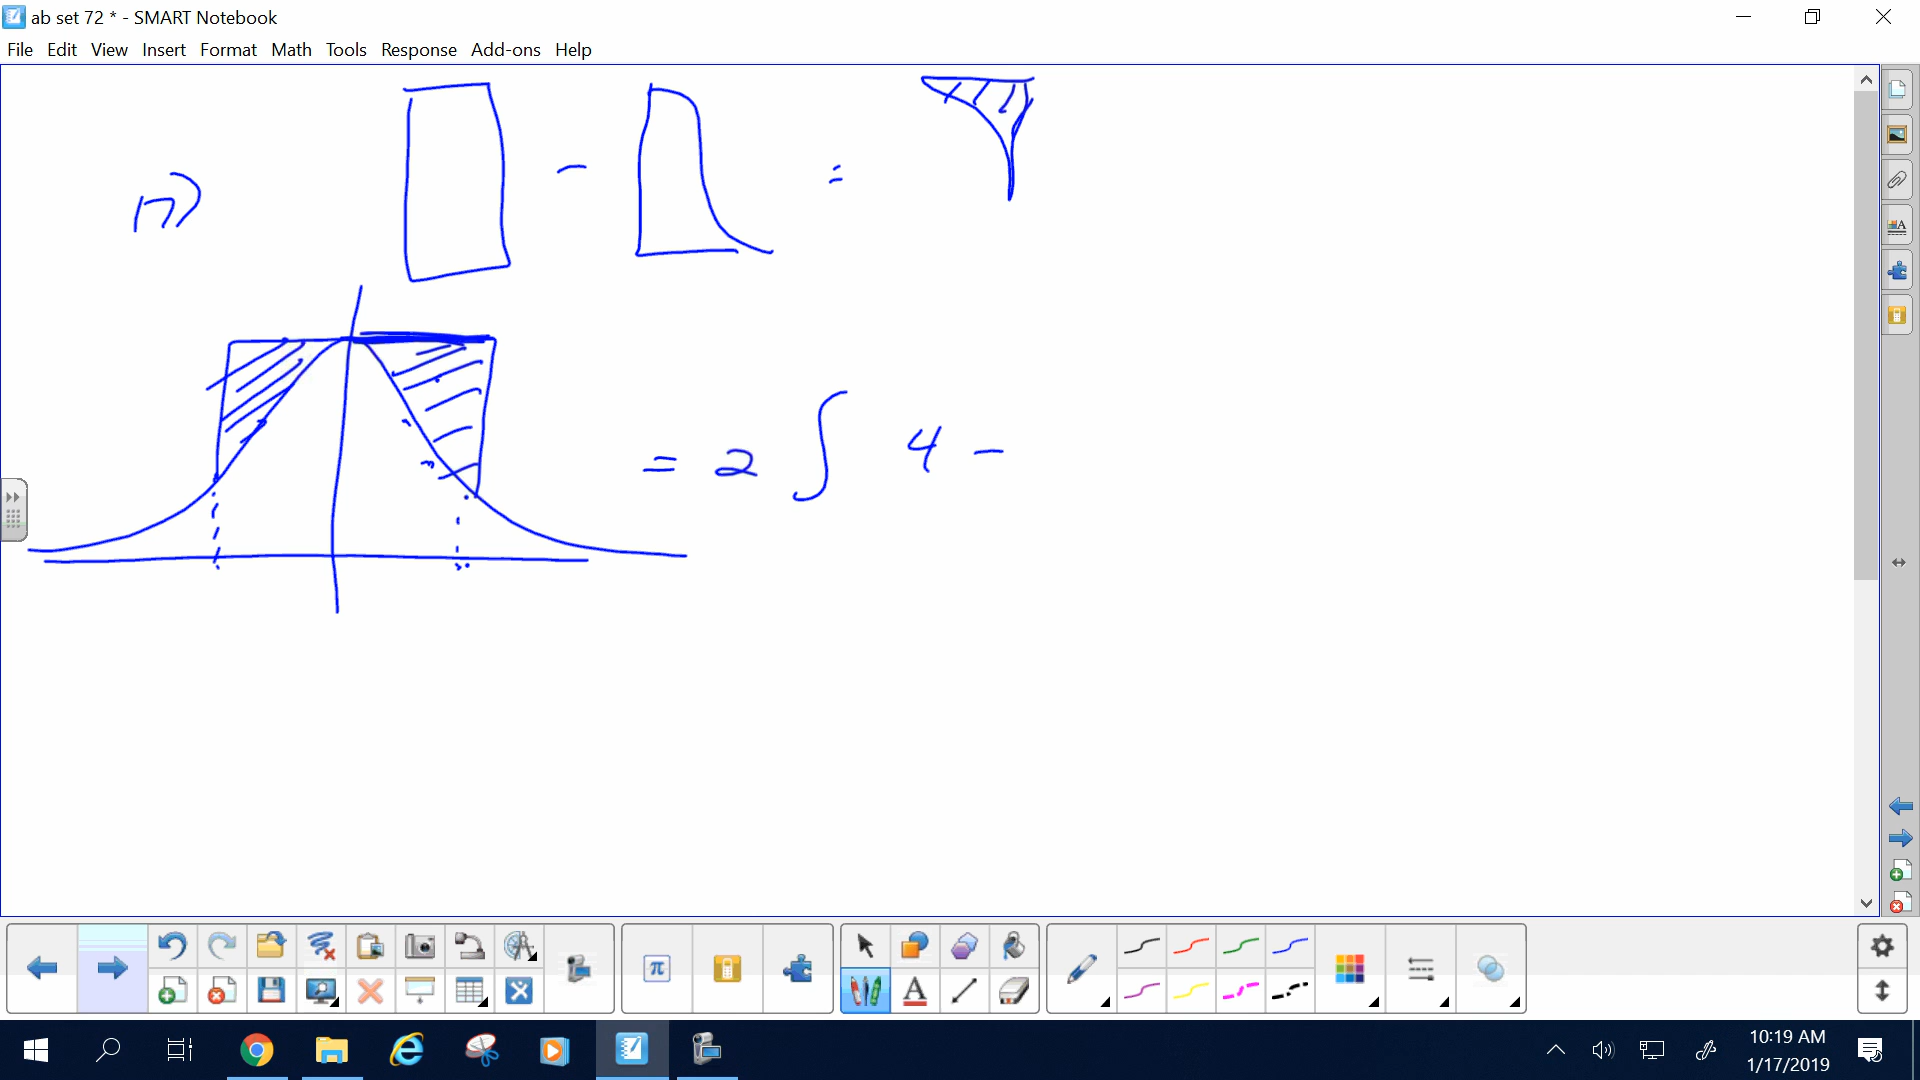 ab set 72 * - SMART Notebook
File Edit View Insert Format Math Tools Response Add-ons Help
17)
- =
= 2 ∫ 4 -
π
A
10:19 AM
1/17/2019